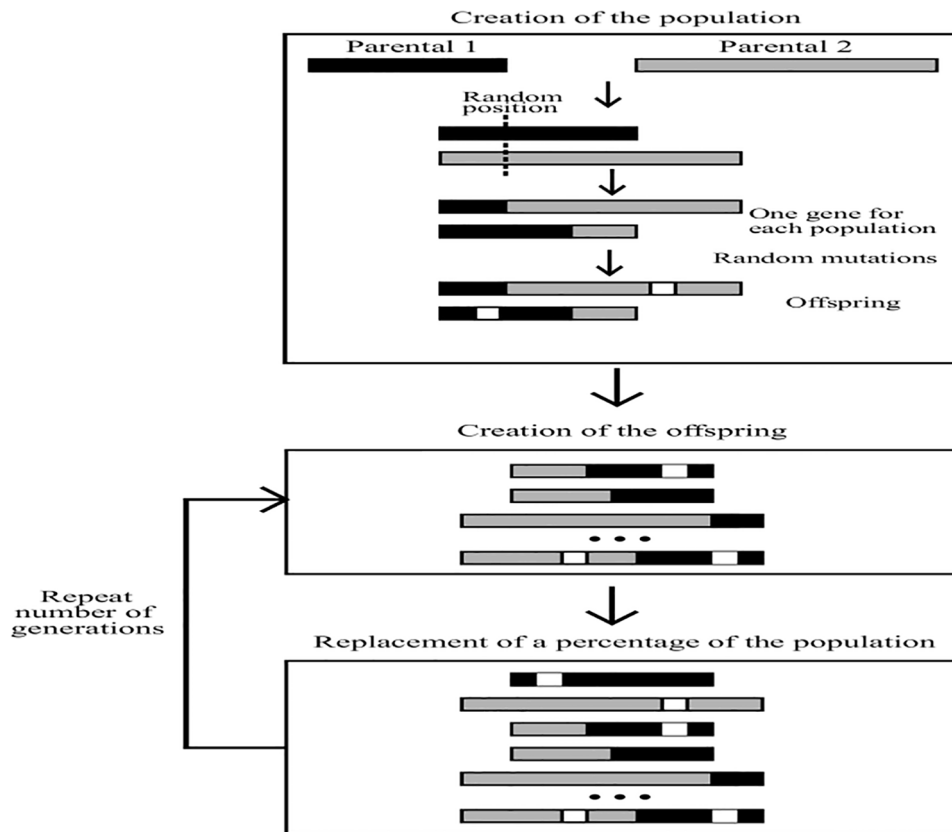 Creation of the population
Parental 1
Parental 2
Random
position
One gene for
each population
Random mutations
Offspring
Creation of the offspring
Repeat
number of
generations
Replacement of a percentage of the population